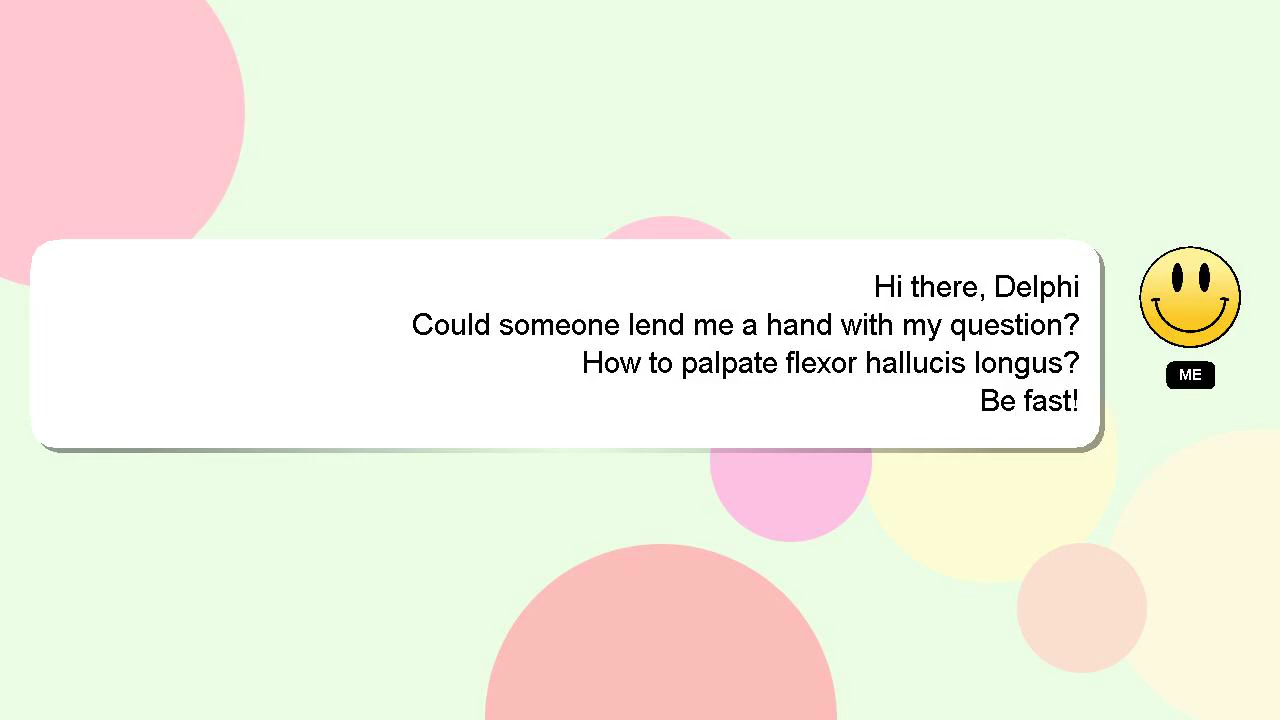 Hi there, Delphi
Could someone lend me a hand with my question?
How to palpate flexor hallucis longus?
Be fast!
ME